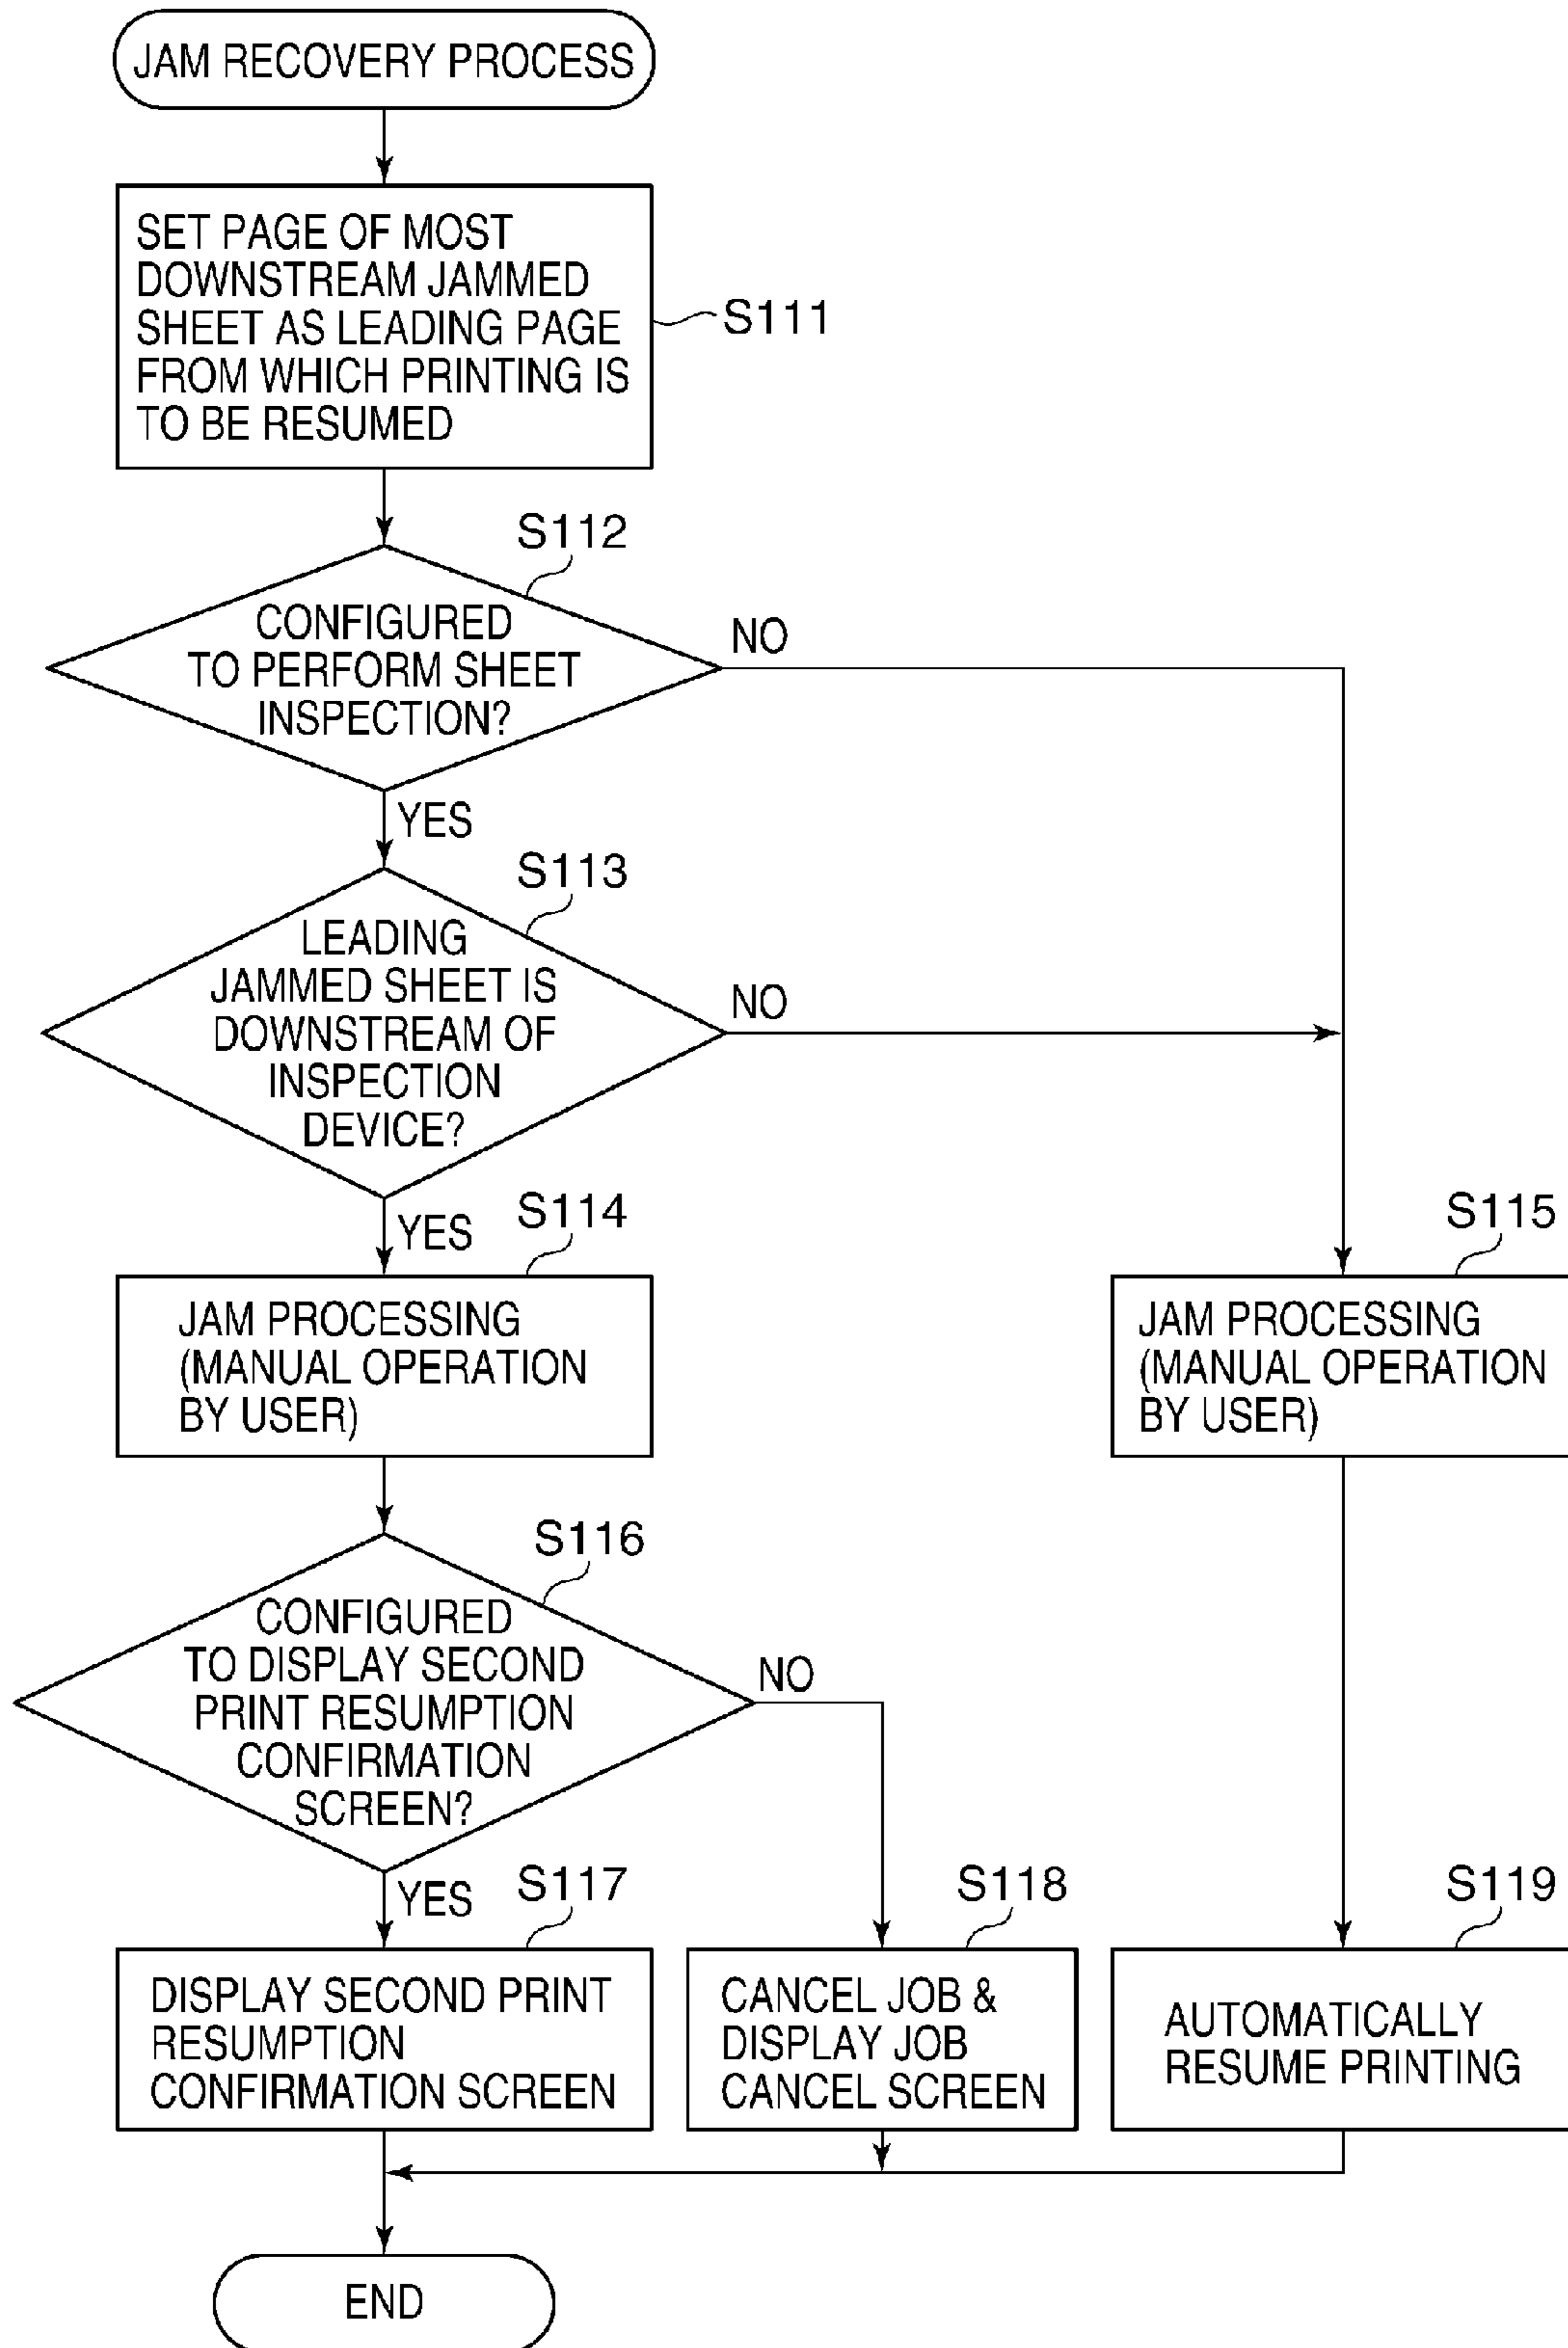 JAM RECOVERY PROCESS
SET PAGE OF MOST
DOWNSTREAM JAMMED
SHEET AS LEADING PAGE
FROM WHICH PRINTING IS
TO BE RESUMED
S111
S112
CONFIGURED
TO PERFORM SHEET
INSPECTION?
NO
YES
S113
LEADING
JAMMED SHEET IS
DOWNSTREAM OF
INSPECTION
DEVICE?
NO
YES
S114
JAM PROCESSING
(MANUAL OPERATION
BY USER)
S115
JAM PROCESSING
(MANUAL OPERATION
BY USER)
S116
CONFIGURED
TO DISPLAY SECOND
PRINT RESUMPTION
CONFIRMATION
SCREEN?
NO
YES
S117
DISPLAY SECOND PRINT
RESUMPTION
CONFIRMATION SCREEN
S118
CANCEL JOB &
DISPLAY JOB
CANCEL SCREEN
S119
AUTOMATICALLY
RESUME PRINTING
END